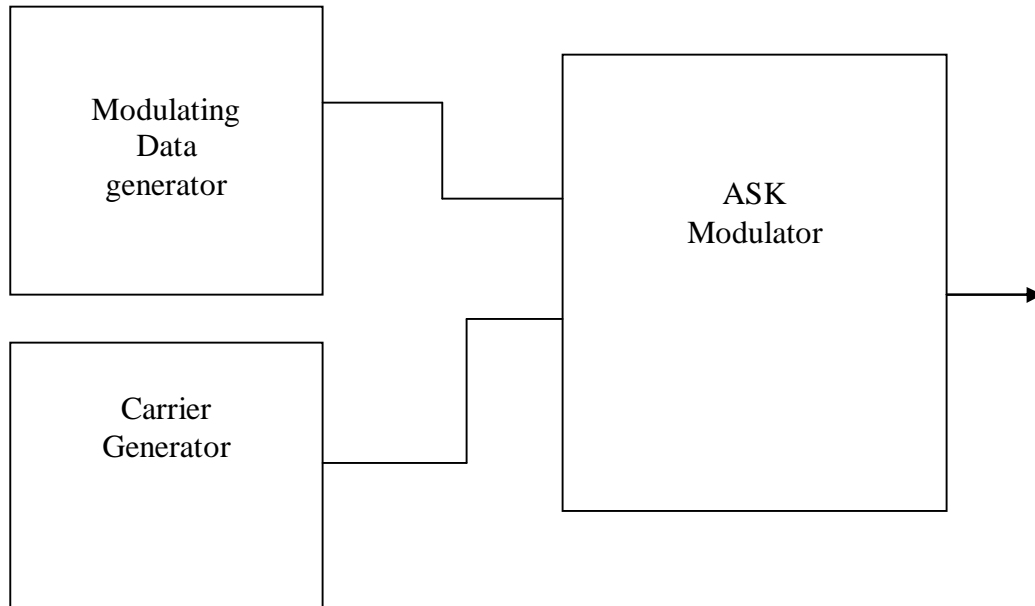 Modulating
Data
generator
ASK
Modulator
Carrier
Generator